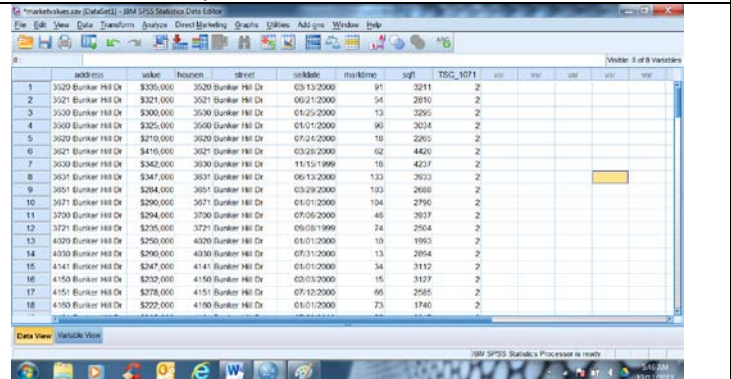 *marketvalues.sav [DataSet1] - IBM SPSS Statistics Data Editor
File Edit View Data Transform Analyze Direct Marketing Graphs Utilities Add-ons Window Help
8 :
Visible: 8 of 8 Variables
address value housen street selldate marktime sqft TSC_1071 var var var var var
1 3520 Bunker Hill Dr $335,000 3520 Bunker Hill Dr 03/13/2000 91 3211 2
2 3521 Bunker Hill Dr $321,000 3521 Bunker Hill Dr 06/21/2000 54 2810 2
3 3530 Bunker Hill Dr $300,000 3530 Bunker Hill Dr 01/25/2000 13 3295 2
4 3560 Bunker Hill Dr $325,000 3560 Bunker Hill Dr 01/01/2000 96 3034 2
5 3620 Bunker Hill Dr $210,000 3620 Bunker Hill Dr 07/24/2000 18 2265 2
6 3621 Bunker Hill Dr $416,000 3621 Bunker Hill Dr 03/28/2000 62 4420 2
7 3630 Bunker Hill Dr $342,000 3630 Bunker Hill Dr 11/15/1999 18 4237 2
8 3631 Bunker Hill Dr $347,000 3631 Bunker Hill Dr 06/13/2000 133 3933 2
9 3651 Bunker Hill Dr $284,000 3651 Bunker Hill Dr 03/29/2000 103 2688 2
10 3671 Bunker Hill Dr $290,000 3671 Bunker Hill Dr 01/01/2000 104 2790 2
11 3700 Bunker Hill Dr $294,000 3700 Bunker Hill Dr 07/06/2000 46 3937 2
12 3721 Bunker Hill Dr $235,000 3721 Bunker Hill Dr 09/08/1999 74 2504 2
13 4020 Bunker Hill Dr $250,000 4020 Bunker Hill Dr 01/01/2000 10 1993 2
14 4030 Bunker Hill Dr $290,000 4030 Bunker Hill Dr 07/31/2000 13 2894 2
15 4141 Bunker Hill Dr $247,000 4141 Bunker Hill Dr 01/01/2000 34 3112 2
16 4150 Bunker Hill Dr $232,000 4150 Bunker Hill Dr 02/03/2000 15 3127 2
17 4151 Bunker Hill Dr $278,000 4151 Bunker Hill Dr 07/12/2000 66 2585 2
18 4160 Bunker Hill Dr $222,000 4160 Bunker Hill Dr 01/01/2000 73 1740 2
Data View Variable View
IBM SPSS Statistics Processor is ready
5:46 AM